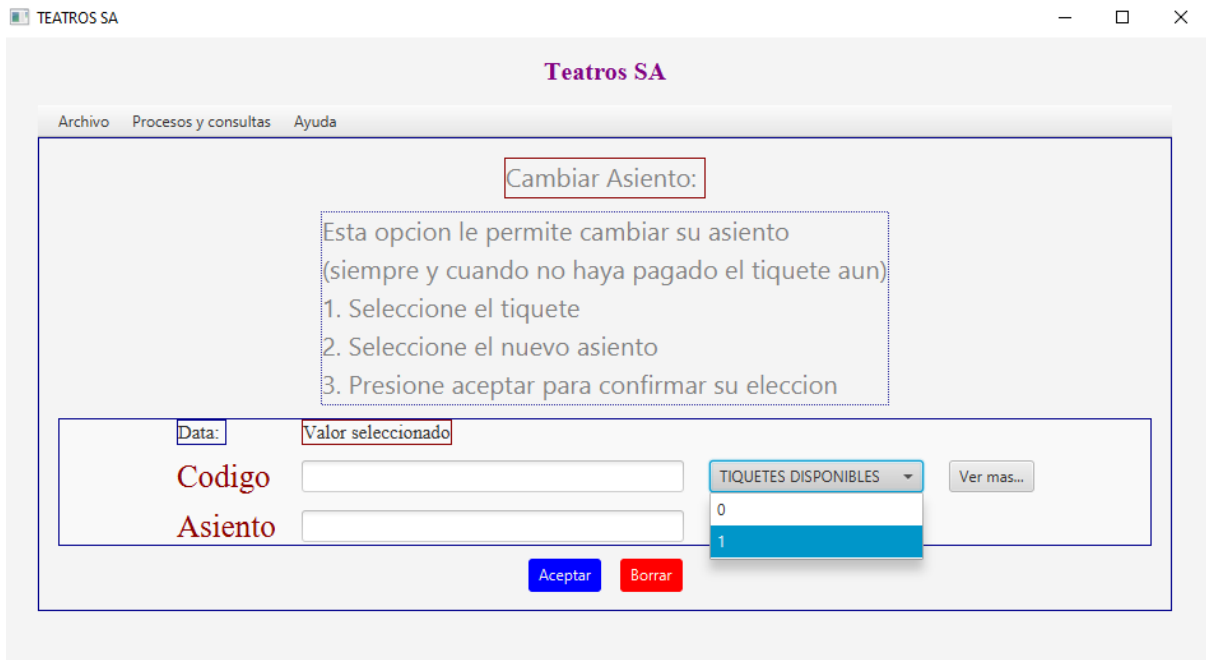 TEATROS SA
Teatros SA
Archivo Procesos y consultas Ayuda
Cambiar Asiento:
Esta opcion le permite cambiar su asiento
(siempre y cuando no haya pagado el tiquete aun)
1. Seleccione el tiquete
2. Seleccione el nuevo asiento
3. Presione aceptar para confirmar su eleccion
Data: Valor seleccionado
Codigo TIQUETES DISPONIBLES Ver mas...
0
Asiento 1
Aceptar Borrar